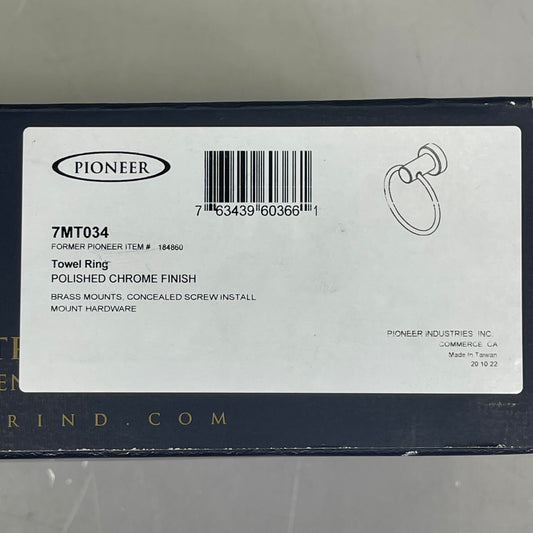 PIONEER
7 63439 60366 1
7MT034
FORMER PIONEER ITEM #: 184860
Towel Ring
POLISHED CHROME FINISH
BRASS MOUNTS, CONCEALED SCREW INSTALL
MOUNT HARDWARE
PIONEER INDUSTRIES, INC.
COMMERCE, CA
Made In Taiwan
20 10 22
EN
RIND.COM